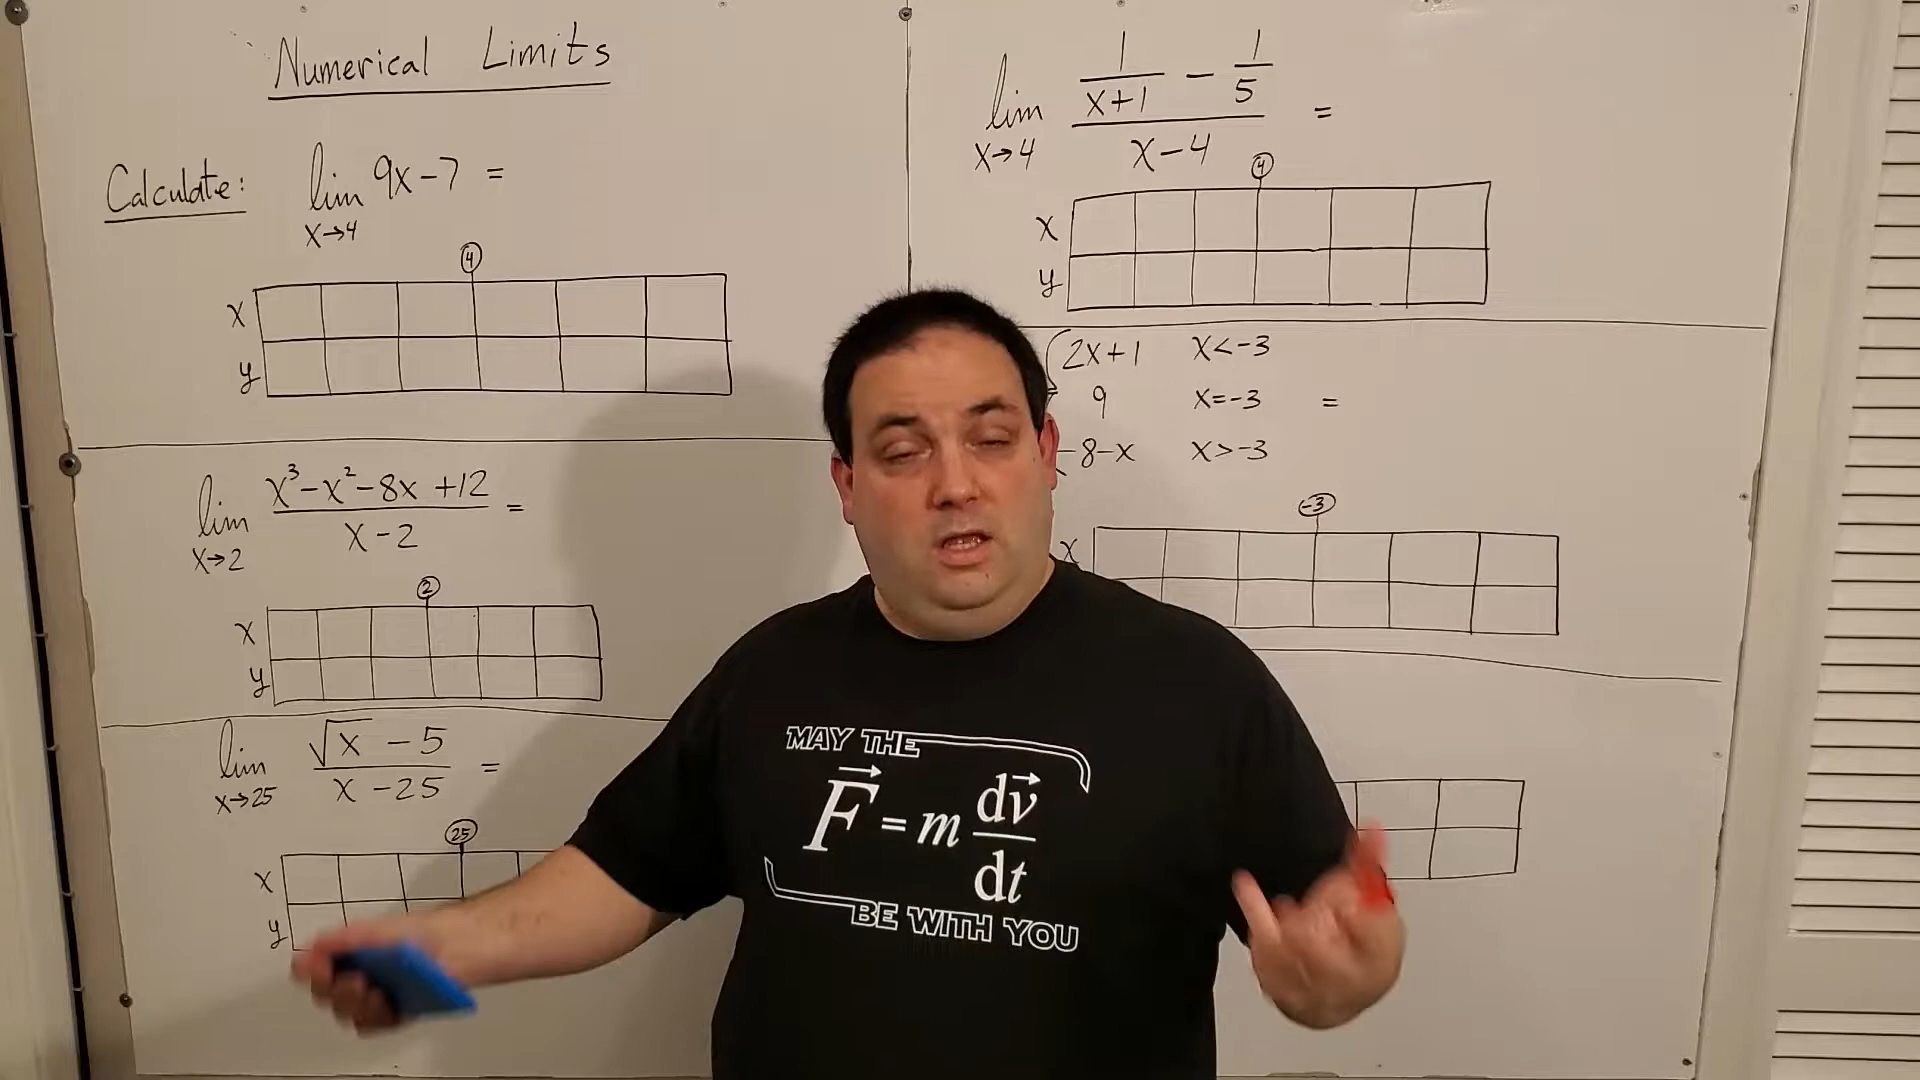 Numerical Limits
Calculate: lim 9x-7 =
x→4
4
x
y
lim x³-x²-8x+12 =
x→2 x-2
2
x
y
lim √x - 5 =
x→25 x-25
25
x
y
1 1
lim x+1 - 5 =
x→4 x-4
4
x
y
2x+1 x<-3
9 x=-3 =
-8-x x>-3
-3
x
MAY THE
F = m dv
dt
BE WITH YOU